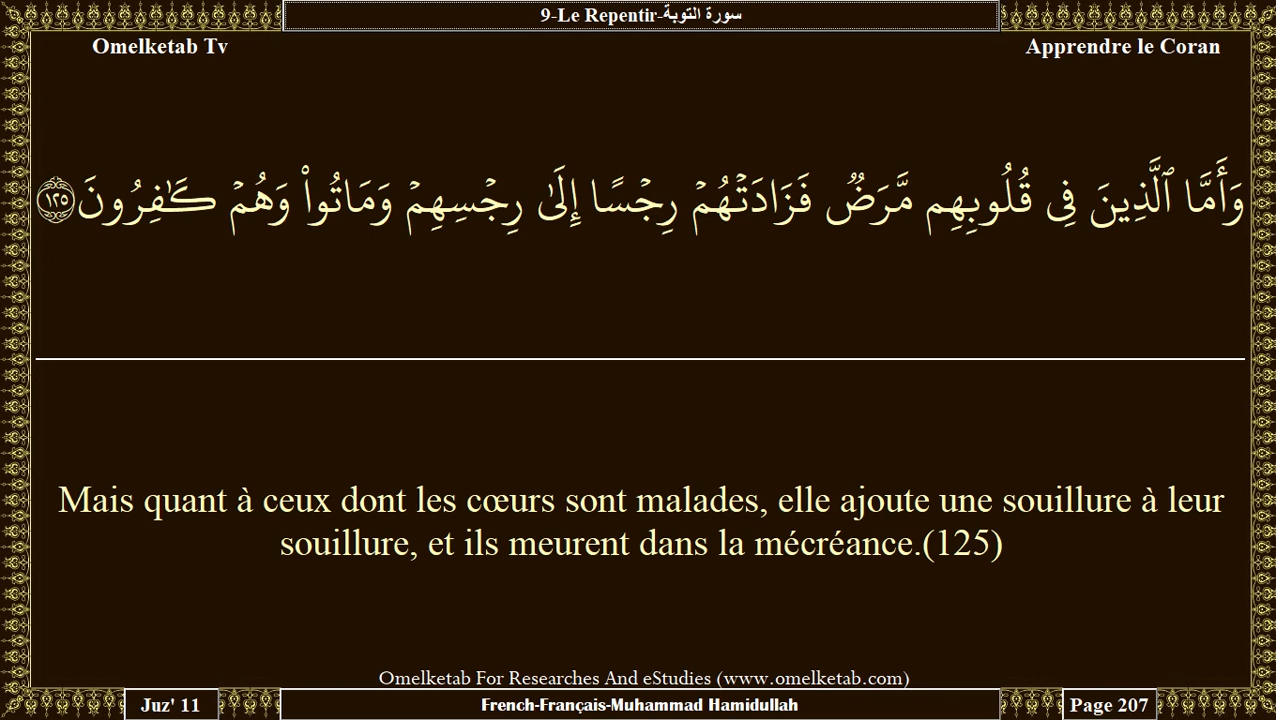 9-Le Repentir-سورة التوبة
Omelketab Tv
Apprendre le Coran
وَأَمَّا ٱلَّذِينَ فِى قُلُوبِهِم مَّرَضٌ فَزَادَتْهُمْ رِجْسًا إِلَىٰ رِجْسِهِمْ وَمَاتُوا۟ وَهُمْ كَـٰفِرُونَ ١٢٥
Mais quant à ceux dont les cœurs sont malades, elle ajoute une souillure à leur
souillure, et ils meurent dans la mécréance.(125)
Omelketab For Researches And eStudies (www.omelketab.com)
Juz' 11
French-Français-Muhammad Hamidullah
Page 207